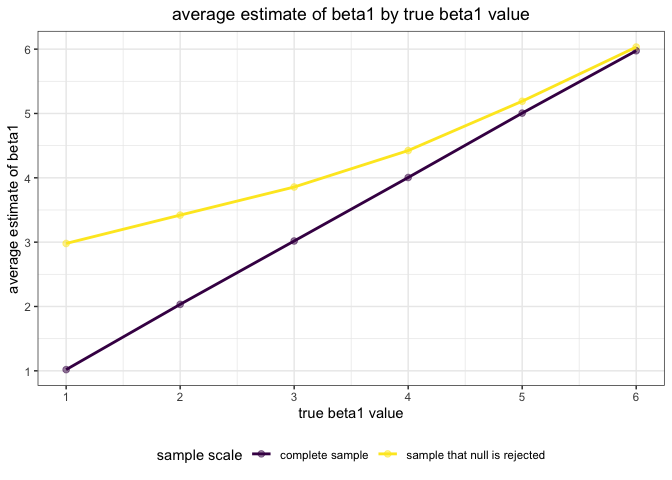 average estimate of beta1 by true beta1 value
average estimate of beta1
6
5
4
3
2
1
1 2 3 4 5 6
true beta1 value
sample scale complete sample sample that null is rejected